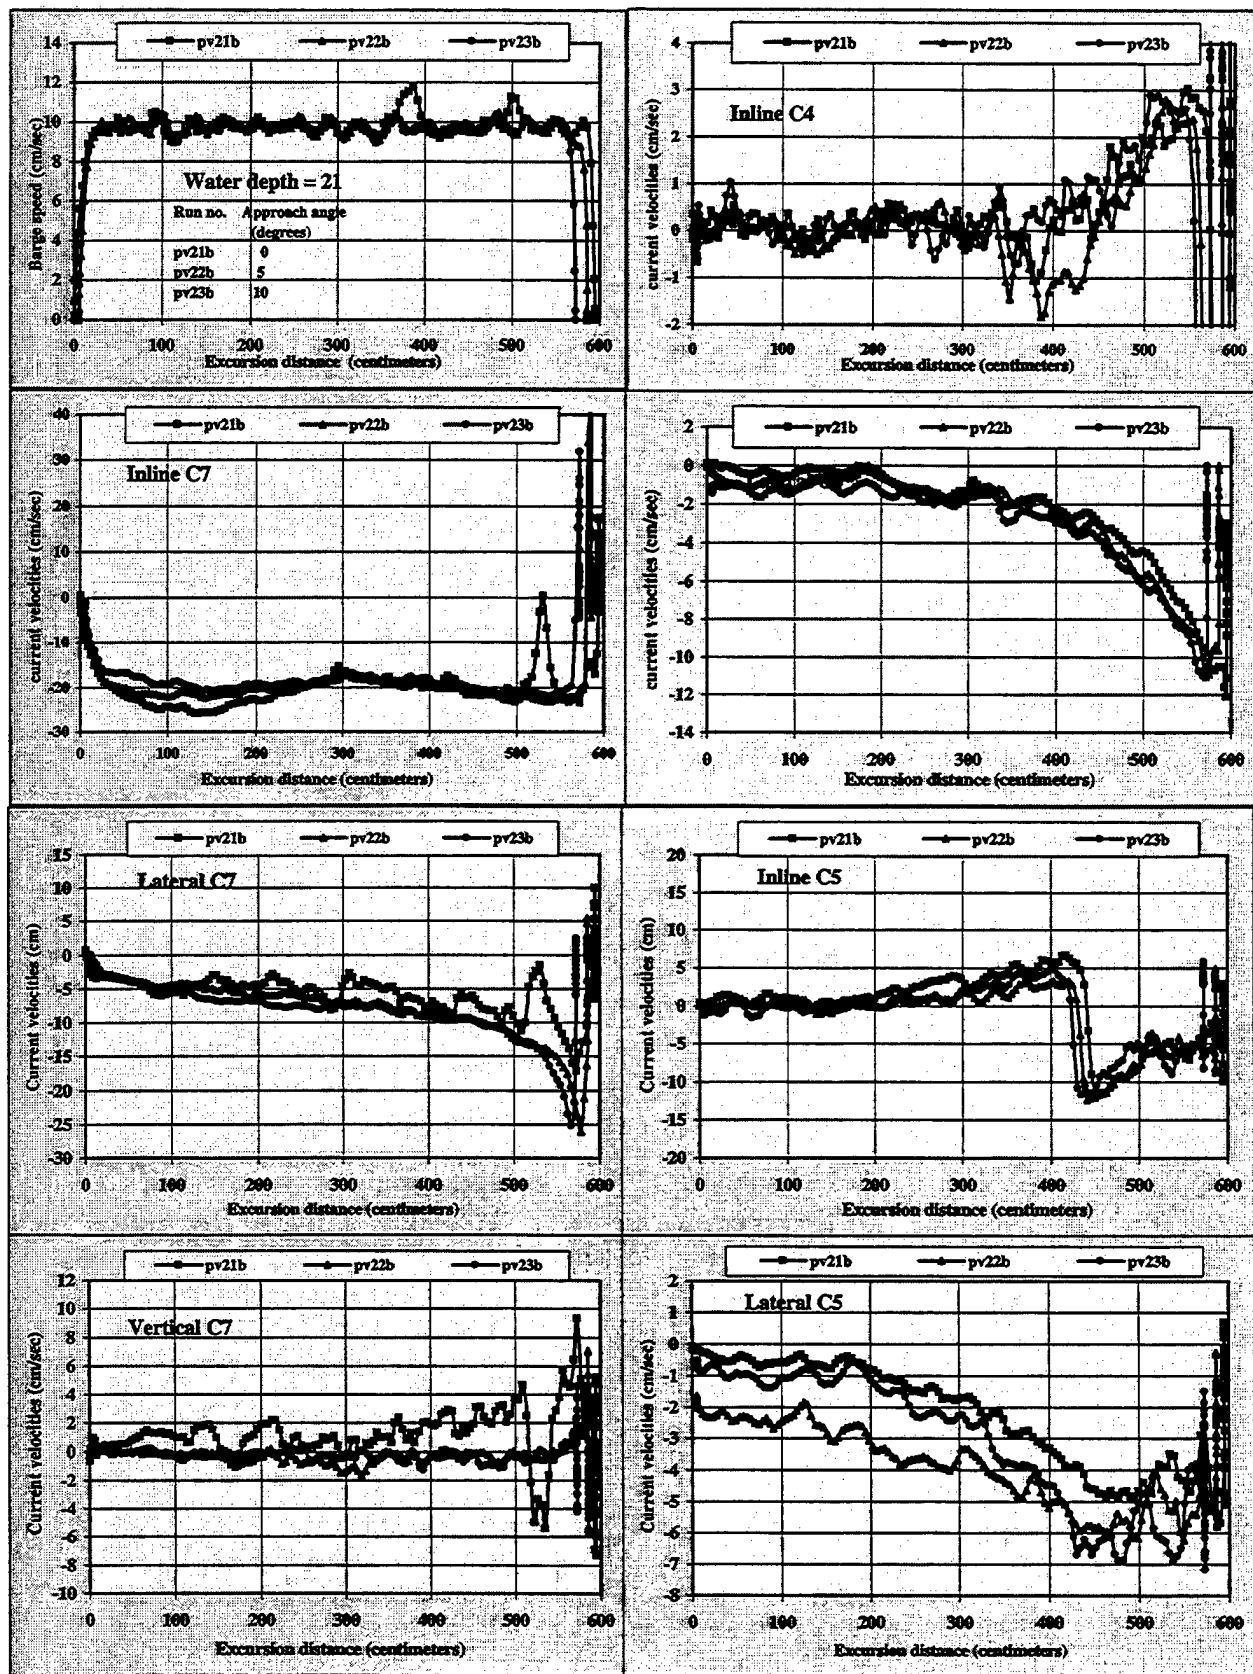 pv21b pv22b pv23b
14
12
10
8
6
4
2
0
Barge speed (cm/sec)
Water depth = 21
Run no. Approach angle
(degrees)
pv21b 0
pv22b 5
pv23b 10
0 100 200 300 400 500 600
Excursion distance (centimeters)
pv21b pv22b pv23b
4
3
2
1
0
-1
-2
current velocities (cm/sec)
Inline C4
100 200 300 400 500 600
Excursion distance (centimeters)
pv21b pv22b pv23b
40
30
20
10
0
-10
-20
-30
current velocities (cm/sec)
Inline C7
0 100 200 300 400 500 600
Excursion distance (centimeters)
pv21b pv22b pv23b
2
0
-2
-4
-6
-8
-10
-12
-14
current velocities (cm/sec)
0 100 200 300 400 500 600
Excursion distance (centimeters)
pv21b pv22b pv23b
15
10
5
0
-5
-10
-15
-20
-25
-30
Current velocities (cm)
Lateral C7
0 100 200 300 400 500 600
Excursion distance (centimeters)
pv21b pv22b pv23b
20
15
10
5
0
-5
-10
-15
-20
Current velocities (cm)
Inline C5
0 100 200 300 400 500 600
Excursion distance (centimeters)
pv21b pv22b pv23b
12
10
8
6
4
2
0
-2
-4
-6
-8
-10
Current velocities (cm/sec)
Vertical C7
0 100 200 300 400 500 600
Excursion distance (centimeters)
pv21b pv22b pv23b
2
1
0
-1
-2
-3
-4
-5
-6
-7
-8
Current velocities (cm/sec)
Lateral C5
0 100 200 300 400 500 600
Excursion distance (centimeters)